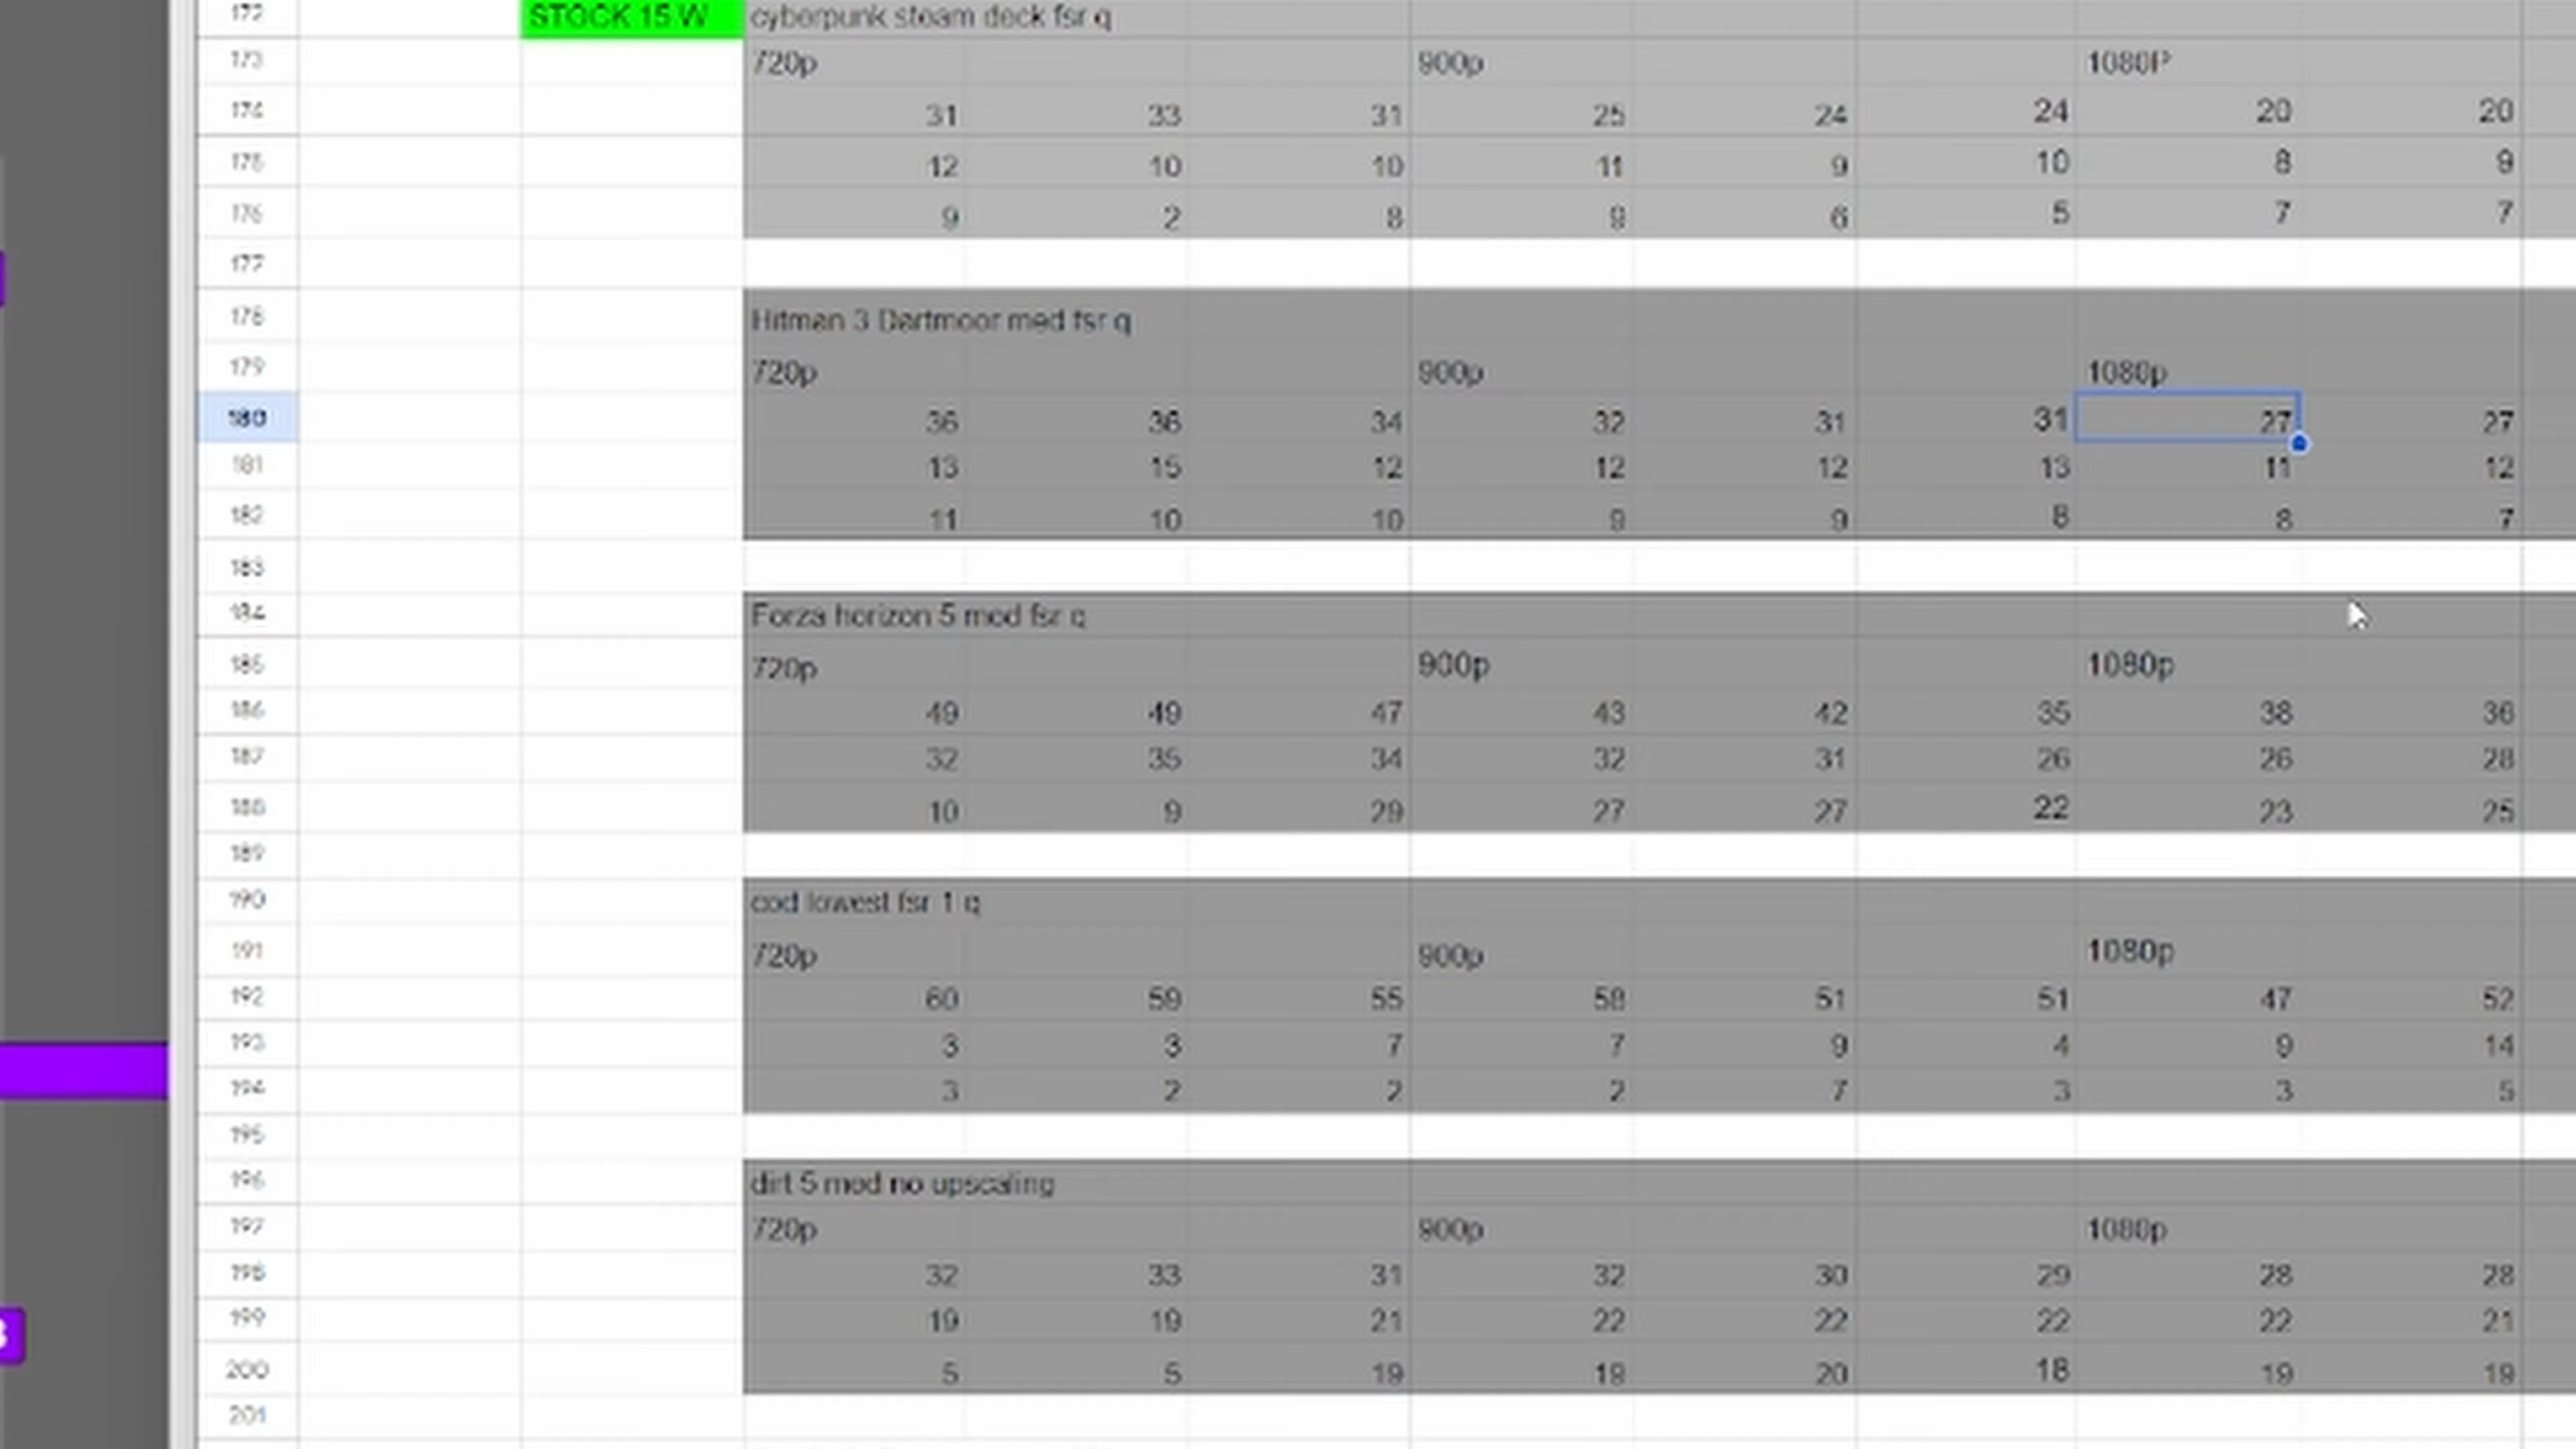 172 STOCK 15 W cyberpunk steam deck fsr q
173 720p 900p 1080P
174 31 33 31 25 24 24 20 20
175 12 10 10 11 9 10 8 9
176 9 2 8 9 6 5 7 7
177
178 Hitman 3 Dartmoor med fsr q
179 720p 900p 1080p
180 36 36 34 32 31 31 27 27
181 13 15 12 12 12 13 11 12
182 11 10 10 9 9 8 8 7
183
184 Forza horizon 5 med fsr q
185 720p 900p 1080p
186 49 49 47 43 42 35 38 36
187 32 35 34 32 31 26 26 28
188 10 9 29 27 27 22 23 25
189
190 cod lowest fsr 1 q
191 720p 900p 1080p
192 60 59 55 58 51 51 47 52
193 3 3 7 7 9 4 9 14
194 3 2 2 2 7 3 3 5
195
196 dirt 5 med no upscaling
197 720p 900p 1080p
198 32 33 31 32 30 29 28 28
199 19 19 21 22 22 22 22 21
200 5 5 19 19 20 18 19 19
201